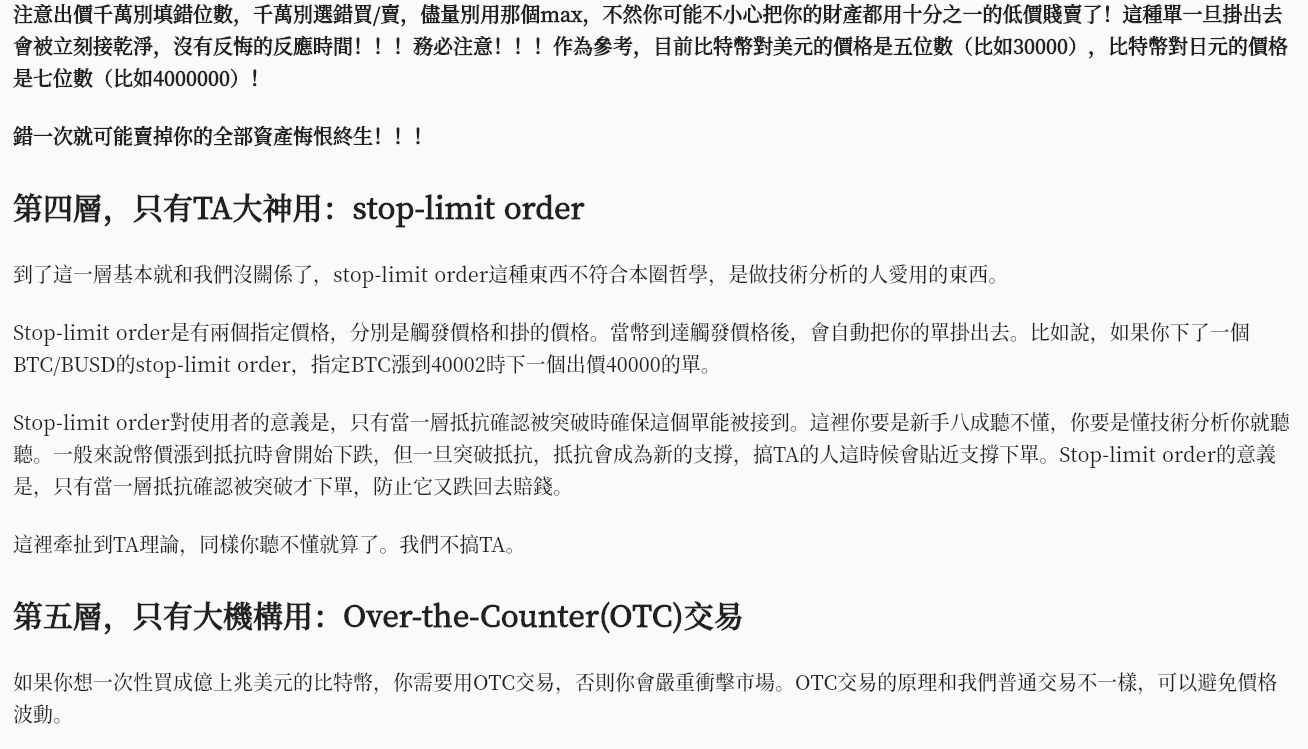 注意出價千萬別填錯位數，千萬別選錯買/賣，儘量別用那個max，不然你可能不小心把你的財產都用十分之一的低價賤賣了！這種單一旦掛出去
會被立刻接乾淨，沒有反悔的反應時間！！！務必注意！！！作為參考，目前比特幣對美元的價格是五位數（比如30000），比特幣對日元的價格
是七位數（比如4000000）！
錯一次就可能賣掉你的全部資產悔恨終生！！！
第四層，只有TA大神用：stop-limit order
到了這一層基本就和我們沒關係了，stop-limit order這種東西不符合本圈哲學，是做技術分析的人愛用的東西。
Stop-limit order是有兩個指定價格，分別是觸發價格和掛的價格。當幣到達觸發價格後，會自動把你的單掛出去。比如說，如果你下了一個
BTC/BUSD的stop-limit order，指定BTC漲到40002時下一個出價40000的單。
Stop-limit order對使用者的意義是，只有當一層抵抗確認被突破時確保這個單能被接到。這裡你要是新手八成聽不懂，你要是懂技術分析你就聽
聽。一般來說幣價漲到抵抗時會開始下跌，但一旦突破抵抗，抵抗會成為新的支撐，搞TA的人這時候會貼近支撐下單。Stop-limit order的意義
是，只有當一層抵抗確認被突破才下單，防止它又跌回去賠錢。
這裡牽扯到TA理論，同樣你聽不懂就算了。我們不搞TA。
第五層，只有大機構用：Over-the-Counter(OTC)交易
如果你想一次性買成億上兆美元的比特幣，你需要用OTC交易，否則你會嚴重衝擊市場。OTC交易的原理和我們普通交易不一樣，可以避免價格
波動。